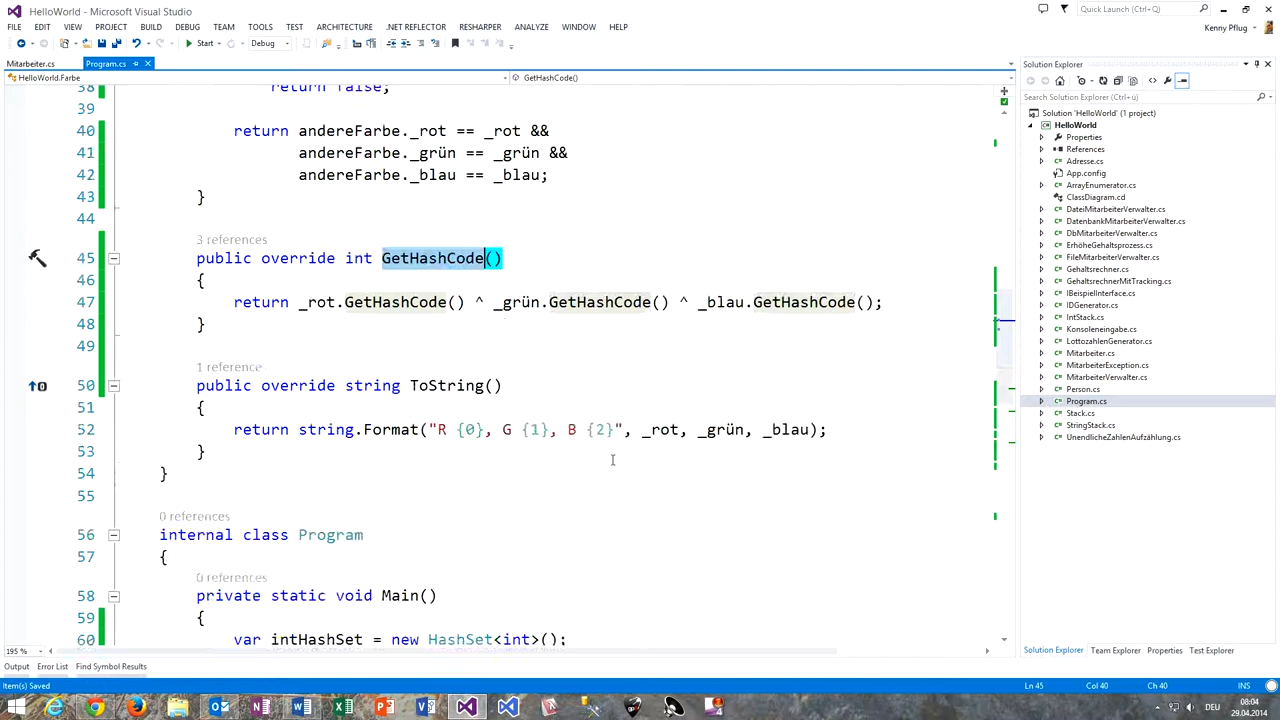 HelloWorld - Microsoft Visual Studio
Quick Launch (Ctrl+Q)
FILE EDIT VIEW PROJECT BUILD DEBUG TEAM TOOLS TEST ARCHITECTURE .NET REFLECTOR RESHARPER ANALYZE WINDOW HELP
Kenny Pflug
Start Debug
Mitarbeiter.cs Program.cs
HelloWorld.Farbe GetHashCode()
38 return false;
39
40 return andereFarbe._rot == _rot &&
41 andereFarbe._grün == _grün &&
42 andereFarbe._blau == _blau;
43 }
44
3 references
45 public override int GetHashCode()
46 {
47 return _rot.GetHashCode() ^ _grün.GetHashCode() ^ _blau.GetHashCode();
48 }
49
1 reference
50 public override string ToString()
51 {
52 return string.Format("R {0}, G {1}, B {2}", _rot, _grün, _blau);
53 }
54 }
55
0 references
56 internal class Program
57 {
0 references
58 private static void Main()
59 {
60 var intHashSet = new HashSet<int>();
195 %
Solution Explorer
Search Solution Explorer (Ctrl+ü)
Solution 'HelloWorld' (1 project)
HelloWorld
Properties
References
Adresse.cs
App.config
ArrayEnumerator.cs
ClassDiagram.cd
DateiMitarbeiterVerwalter.cs
DatenbankMitarbeiterVerwalter.cs
DbMitarbeiterVerwalter.cs
ErhöheGehaltsprozess.cs
FileMitarbeiterVerwalter.cs
Gehaltsrechner.cs
GehaltsrechnerMitTracking.cs
IBeispielInterface.cs
IDGenerator.cs
IntStack.cs
Konsoleneingabe.cs
LottozahlenGenerator.cs
Mitarbeiter.cs
MitarbeiterException.cs
MitarbeiterVerwalter.cs
Person.cs
Program.cs
Stack.cs
StringStack.cs
UnendlicheZahlenAufzählung.cs
Solution Explorer Team Explorer Properties Test Explorer
Output Error List Find Symbol Results
Item(s) Saved Ln 45 Col 40 Ch 40 INS
DEU 08:04
29.04.2014